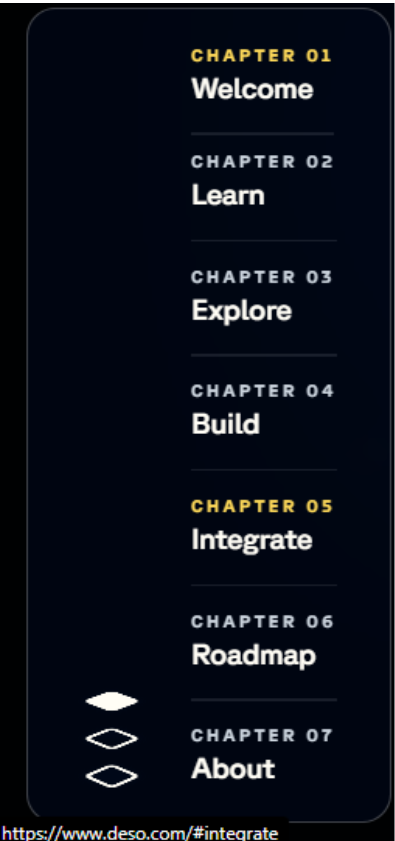 CHAPTER 01
Welcome
CHAPTER 02
Learn
CHAPTER 03
Explore
CHAPTER 04
Build
CHAPTER 05
Integrate
CHAPTER 06
Roadmap
CHAPTER 07
About
https://www.deso.com/#integrate